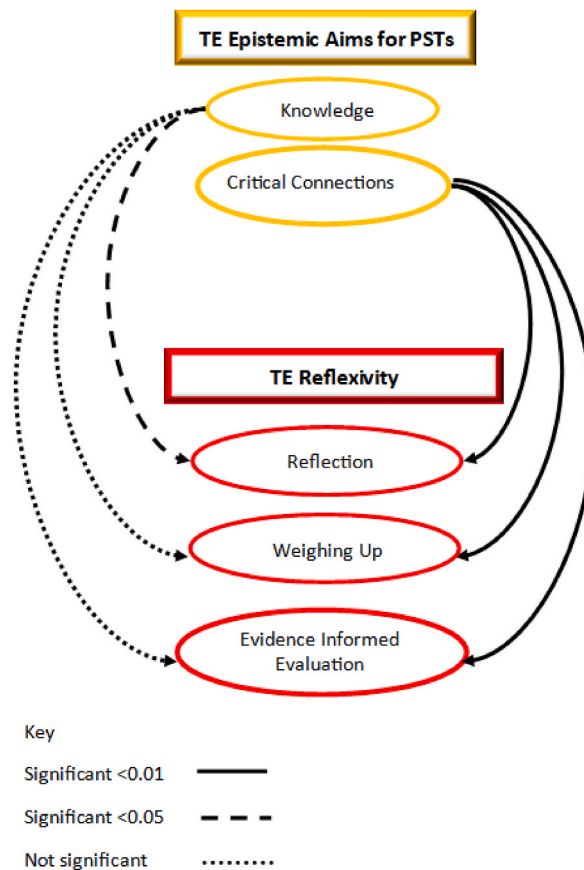 TE Epistemic Aims for PSTs
Knowledge
Critical Connections
TE Reflexivity
Reflection
Weighing Up
Evidence Informed
Evaluation
Key
Significant <0.01
Significant <0.05
Not significant